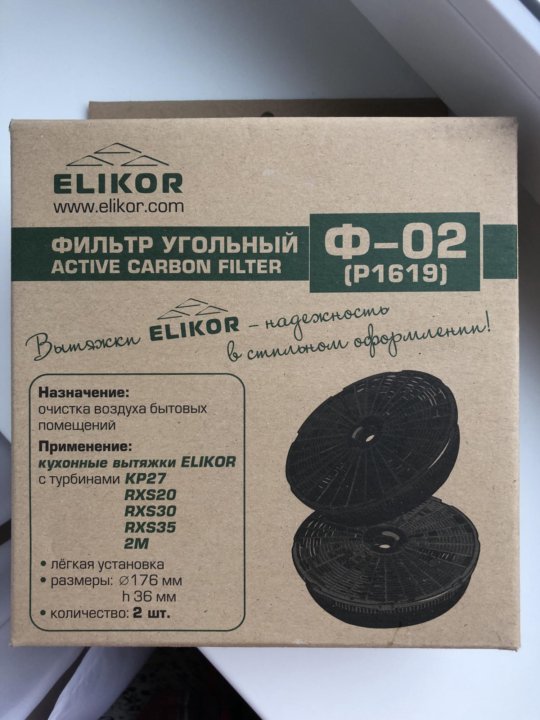 ELIKOR
www.elikor.com
ФИЛЬТР УГОЛЬНЫЙ
ACTIVE CARBON FILTER
Ф-02
(P1619)
Вытяжки ELIKOR - надежность
в стильном оформлении!
Назначение:
очистка воздуха бытовых
помещений
Применение:
кухонные вытяжки ELIKOR
с турбинами KP27
RXS20
RXS30
RXS35
2M
• лёгкая установка
• размеры: ∅176 мм
h 36 мм
• количество: 2 шт.